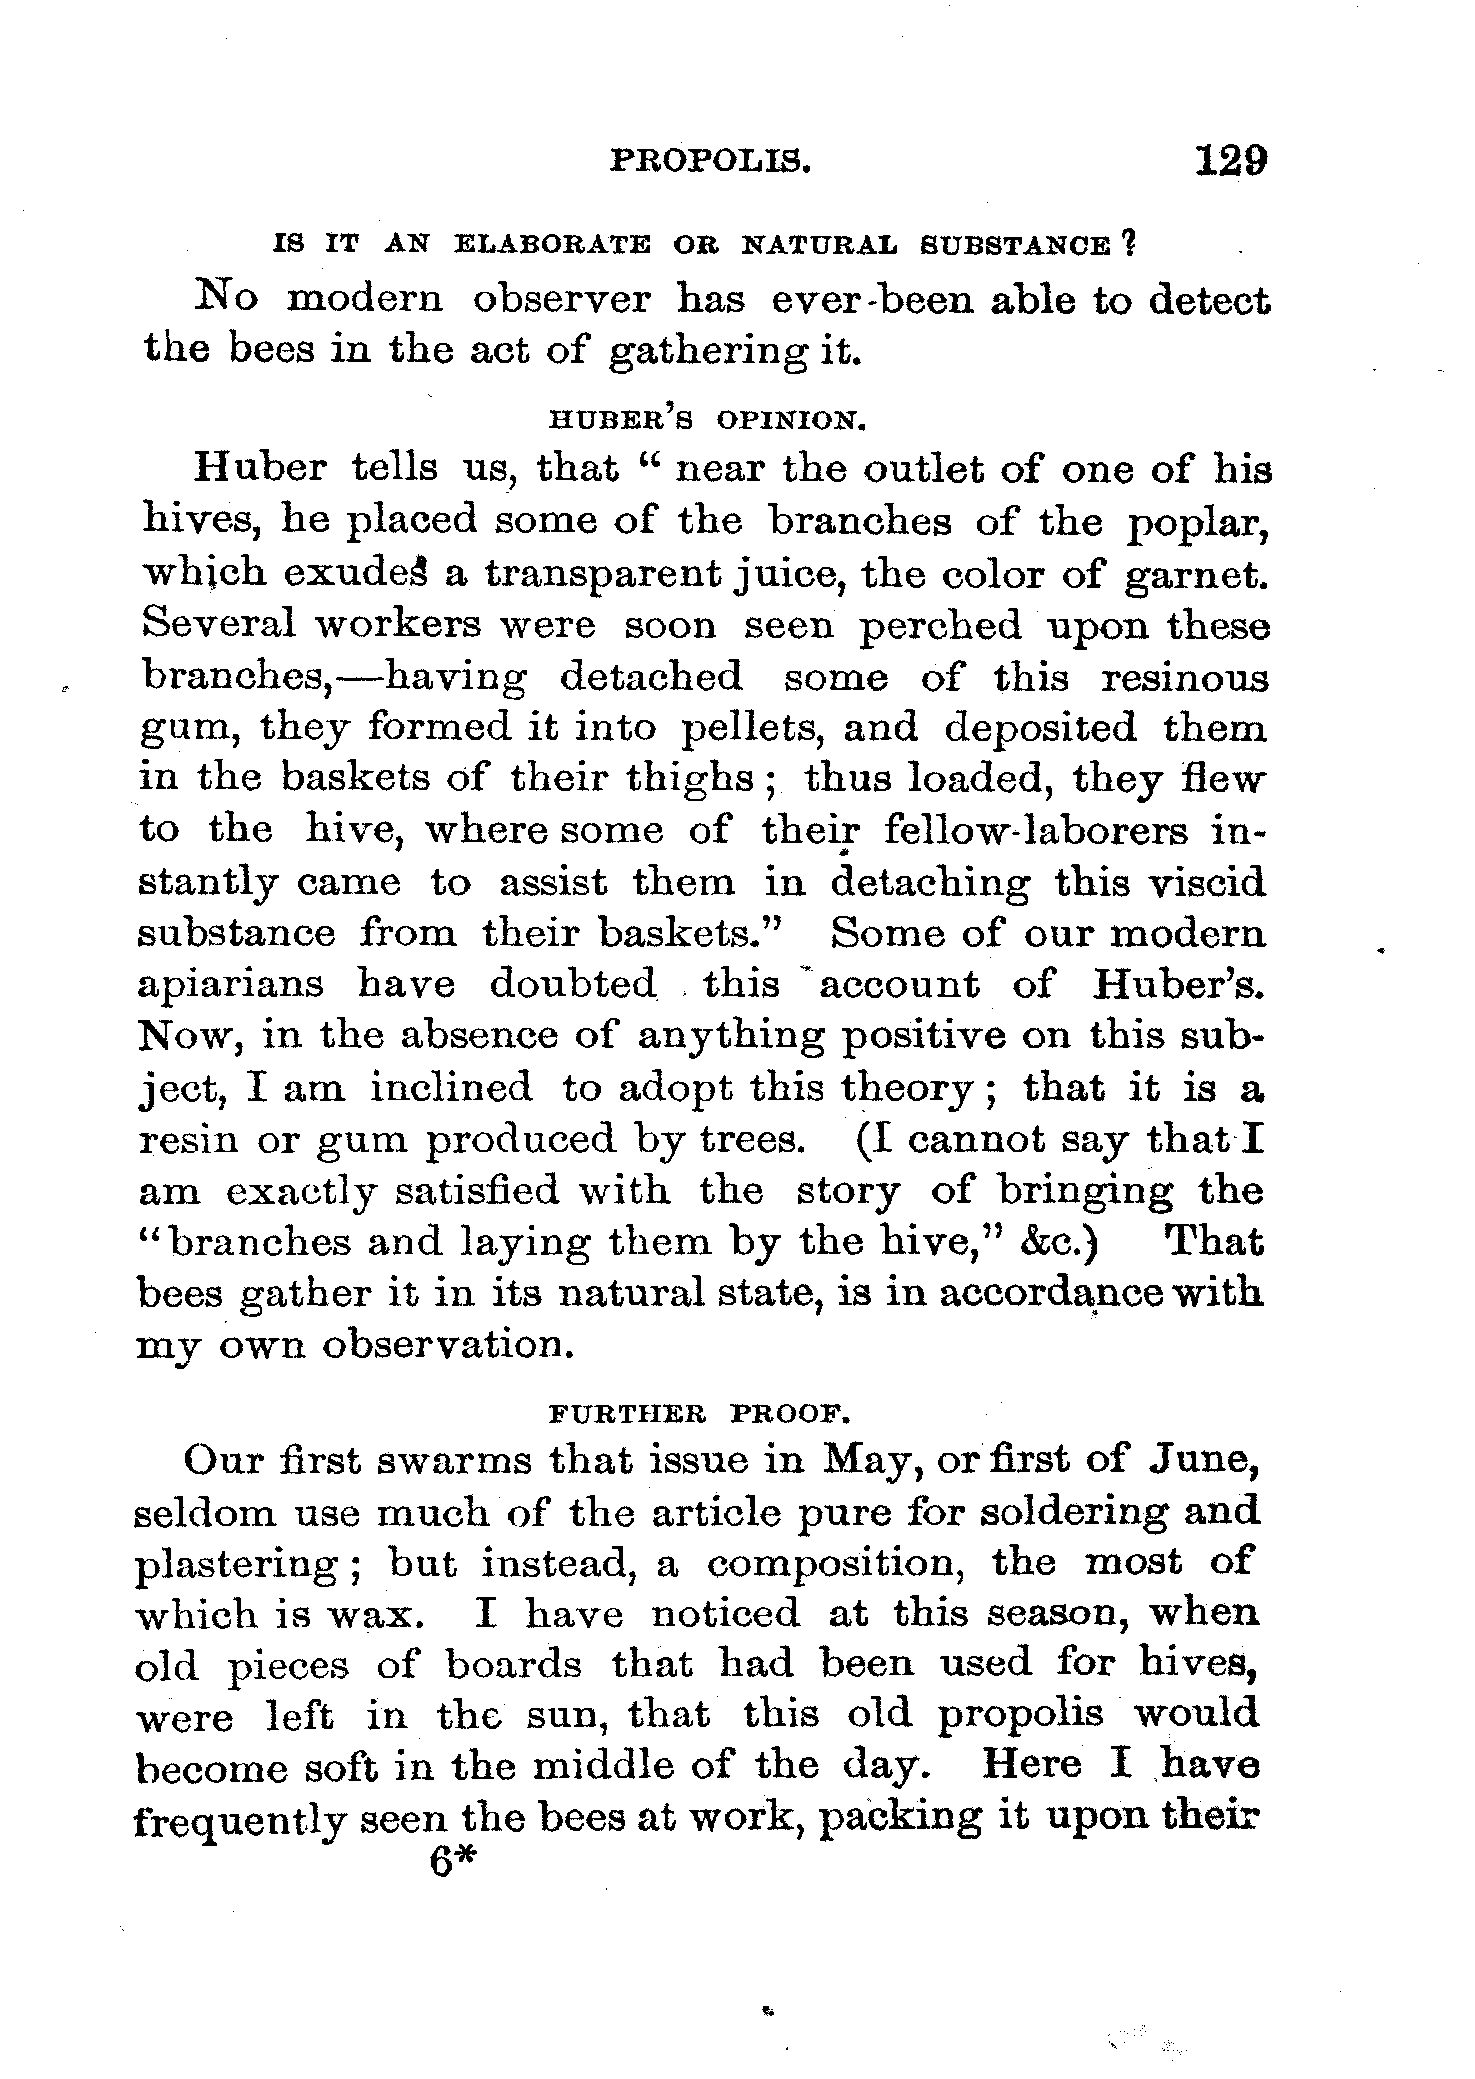 PROPOLIS. 129
IS IT AN ELABORATE OR NATURAL SUBSTANCE?
No modern observer has ever been able to detect
the bees in the act of gathering it.
HUBER'S OPINION.
Huber tells us, that “ near the outlet of one of his
hives, he placed some of the branches of the poplar,
which exudes a transparent juice, the color of garnet.
Several workers were soon seen perched upon these
branches,—having detached some of this resinous
gum, they formed it into pellets, and deposited them
in the baskets of their thighs ; thus loaded, they flew
to the hive, where some of their fellow-laborers in-
stantly came to assist them in detaching this viscid
substance from their baskets.” Some of our modern
apiarians have doubted this account of Huber's.
Now, in the absence of anything positive on this sub-
ject, I am inclined to adopt this theory ; that it is a
resin or gum produced by trees. (I cannot say that I
am exactly satisfied with the story of bringing the
“branches and laying them by the hive,” &c.) That
bees gather it in its natural state, is in accordance with
my own observation.
FURTHER PROOF.
Our first swarms that issue in May, or first of June,
seldom use much of the article pure for soldering and
plastering ; but instead, a composition, the most of
which is wax. I have noticed at this season, when
old pieces of boards that had been used for hives,
were left in the sun, that this old propolis would
become soft in the middle of the day. Here I have
frequently seen the bees at work, packing it upon their
6*